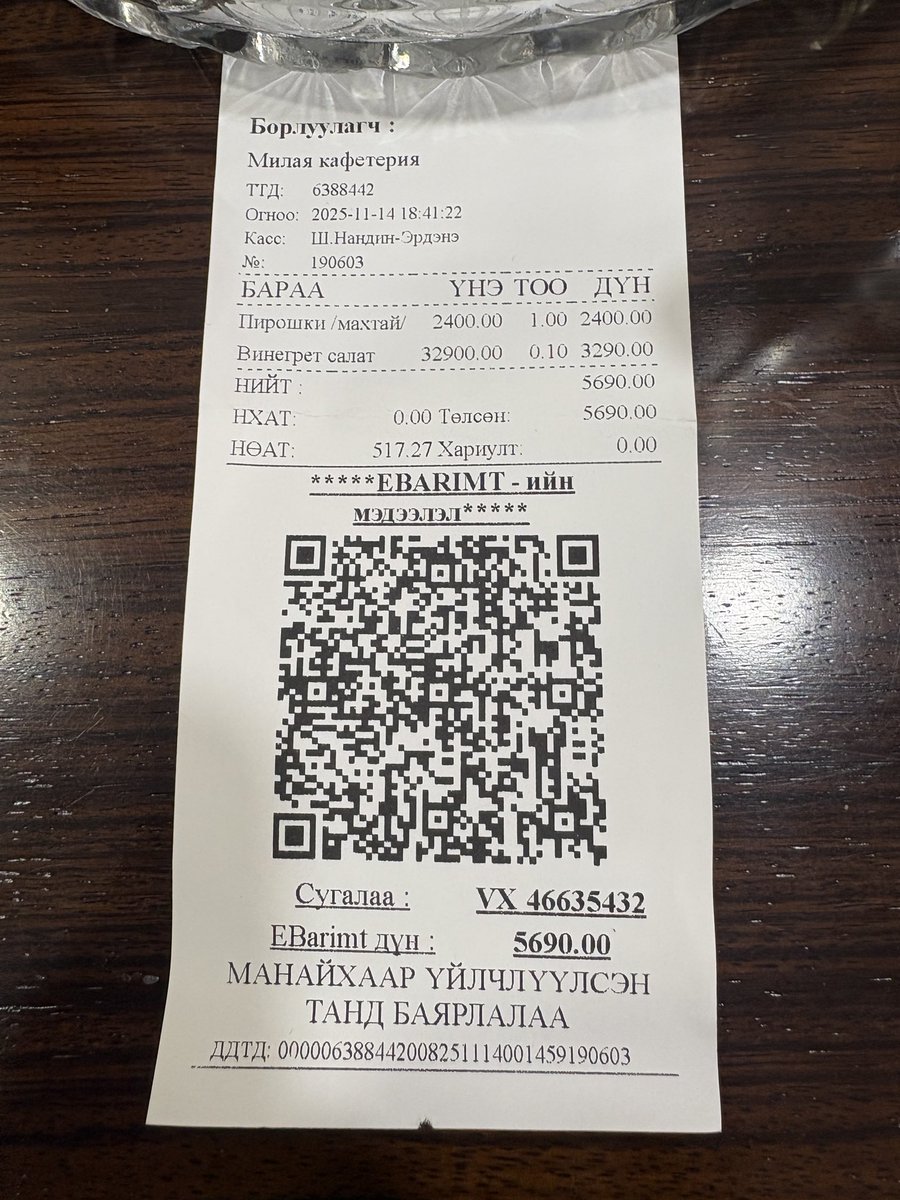 Борлуулагч :
Милая кафетерия
ТТД: 6388442
Огноо: 2025-11-14 18:41:22
Касс: Ш.Нандин-Эрдэнэ
№: 190603
БАРАА ҮНЭ ТОО ДҮН
Пирошки /махтай/ 2400.00 1.00 2400.00
Винегрет салат 32900.00 0.10 3290.00
НИЙТ : 5690.00
НХАТ: 0.00 Төлсөн: 5690.00
НӨАТ: 517.27 Хариулт: 0.00
*****EBARIMT - ийн
мэдээлэл*****
Сугалаа : VX 46635432
EBarimt дүн : 5690.00
МАНАЙХААР ҮЙЛЧЛҮҮЛСЭН
ТАНД БАЯРЛАЛАА
ДДТД: 000006388442008251114001459190603